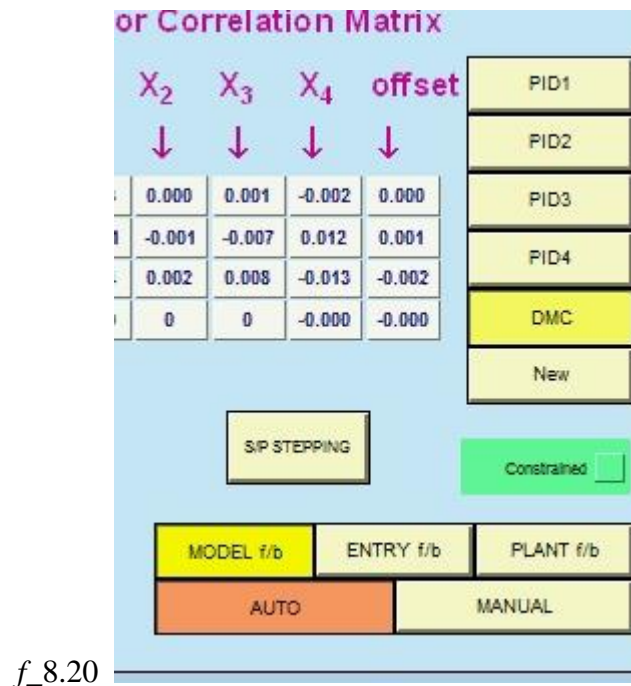 or Correlation Matrix
X₂ X₃ X₄ offset
↓ ↓ ↓ ↓
0.000 0.001 -0.002 0.000
-0.001 -0.007 0.012 0.001
0.002 0.008 -0.013 -0.002
0 0 -0.000 -0.000
PID1
PID2
PID3
PID4
DMC
New
S/P STEPPING
Constrained
MODEL f/b ENTRY f/b PLANT f/b
AUTO MANUAL
f_8.20